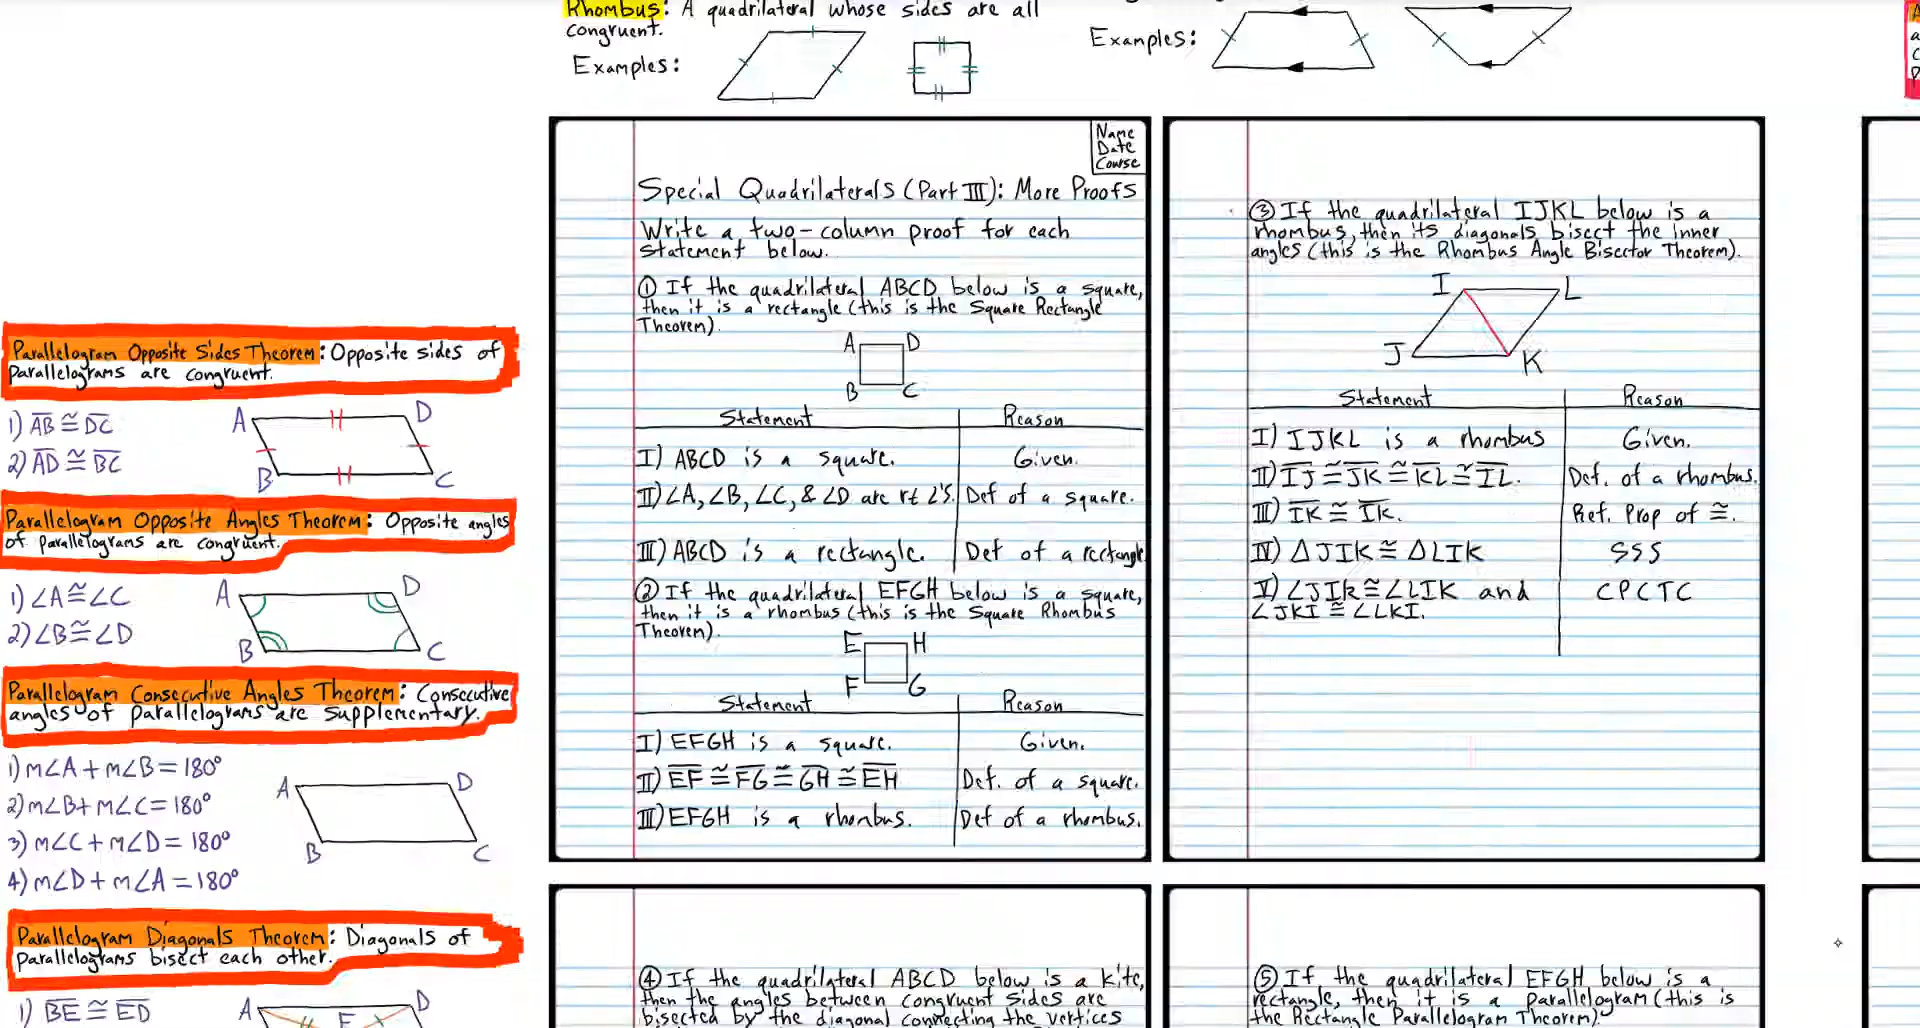 Rhombus: A quadrilateral whose sides are all
congruent.
Examples:
Examples:
Parallelogram Opposite Sides Theorem: Opposite sides of
parallelograms are congruent.
1) AB ≅ DC
2) AD ≅ BC
A D
B C
Parallelogram Opposite Angles Theorem: Opposite angles
of parallelograms are congruent.
1) ∠A ≅ ∠C
2) ∠B ≅ ∠D
A D
B C
Parallelogram Consecutive Angles Theorem: Consecutive
angles of parallelograms are supplementary.
1) m∠A + m∠B = 180°
2) m∠B + m∠C = 180°
3) m∠C + m∠D = 180°
4) m∠D + m∠A = 180°
A D
B C
Parallelogram Diagonals Theorem: Diagonals of
parallelograms bisect each other.
1) BE ≅ ED
A D
E
Name
Date
Course
Special Quadrilaterals (Part III): More Proofs
Write a two-column proof for each
statement below.
① If the quadrilateral ABCD below is a square,
then it is a rectangle (this is the Square Rectangle
Theorem).
A D
B C
Statement Reason
I) ABCD is a square. Given.
II) ∠A, ∠B, ∠C, & ∠D are rt ∠'s. Def of a square.
III) ABCD is a rectangle. Def of a rectangle
② If the quadrilateral EFGH below is a square,
then it is a rhombus (this is the Square Rhombus
Theorem).
E H
F G
Statement Reason
I) EFGH is a square. Given.
II) EF ≅ FG ≅ GH ≅ EH Def. of a square.
III) EFGH is a rhombus. Def of a rhombus.
③ If the quadrilateral IJKL below is a
rhombus, then its diagonals bisect the inner
angles (this is the Rhombus Angle Bisector Theorem).
I L
J K
Statement Reason
I) IJKL is a rhombus Given.
II) IJ ≅ JK ≅ KL ≅ IL. Def. of a rhombus.
III) IK ≅ IK. Ref. Prop of ≅.
IV) △JIK ≅ △LIK SSS
V) ∠JIK ≅ ∠LIK and CPCTC
∠JKI ≅ ∠LKI.
④ If the quadrilateral ABCD below is a kite,
then the angles between congruent sides are
bisected by the diagonal connecting the vertices
⑤ If the quadrilateral EFGH below is a
rectangle, then it is a parallelogram (this is
the Rectangle Parallelogram Theorem).